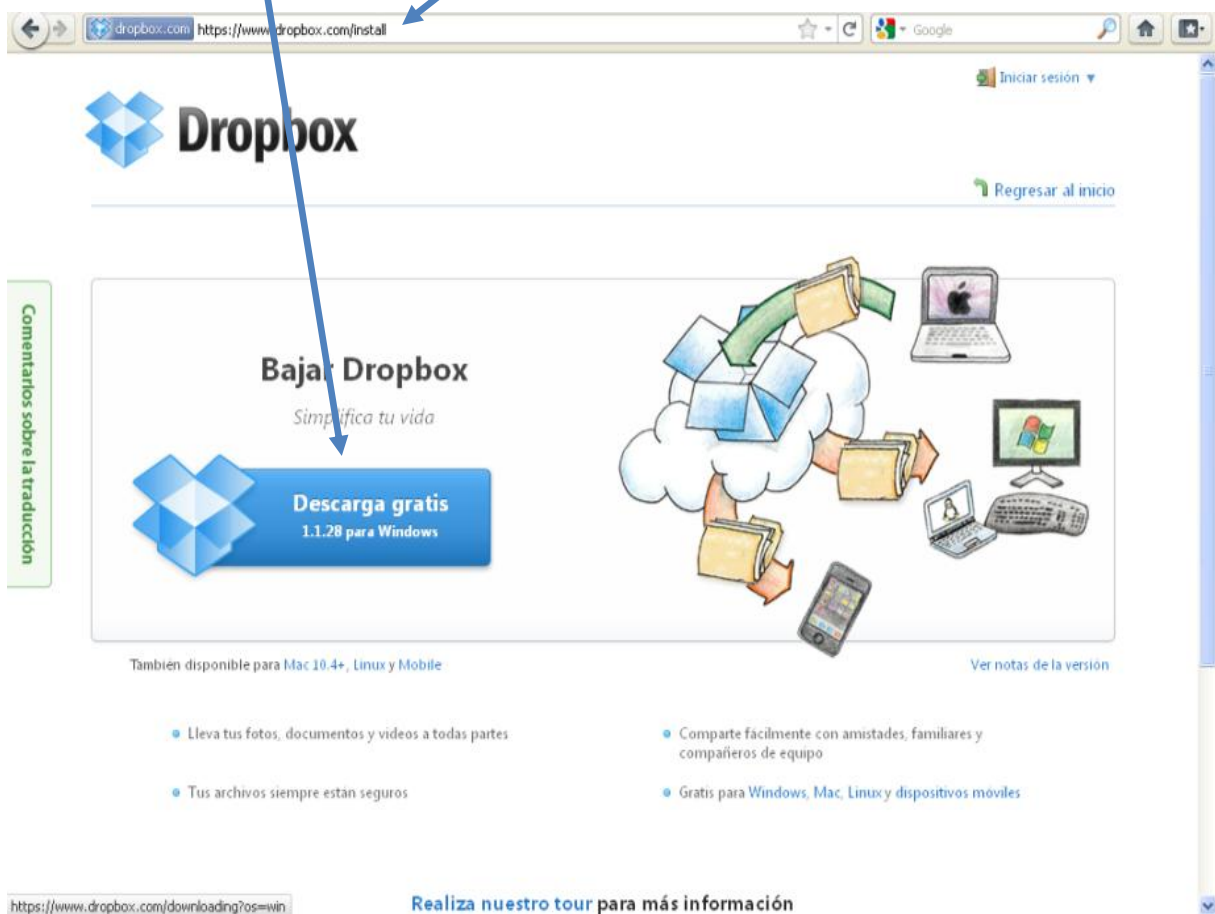 dropbox.com https://www.dropbox.com/install
Google
Iniciar sesión
Dropbox
Regresar al inicio
Comentarios sobre la traducción
Bajar Dropbox
Simplifica tu vida
Descarga gratis
1.1.28 para Windows
También disponible para Mac 10.4+, Linux y Mobile
Ver notas de la versión
Lleva tus fotos, documentos y videos a todas partes
Comparte fácilmente con amistades, familiares y
compañeros de equipo
Tus archivos siempre están seguros
Gratis para Windows, Mac, Linux y dispositivos móviles
Realiza nuestro tour para más información
https://www.dropbox.com/downloading?os=win